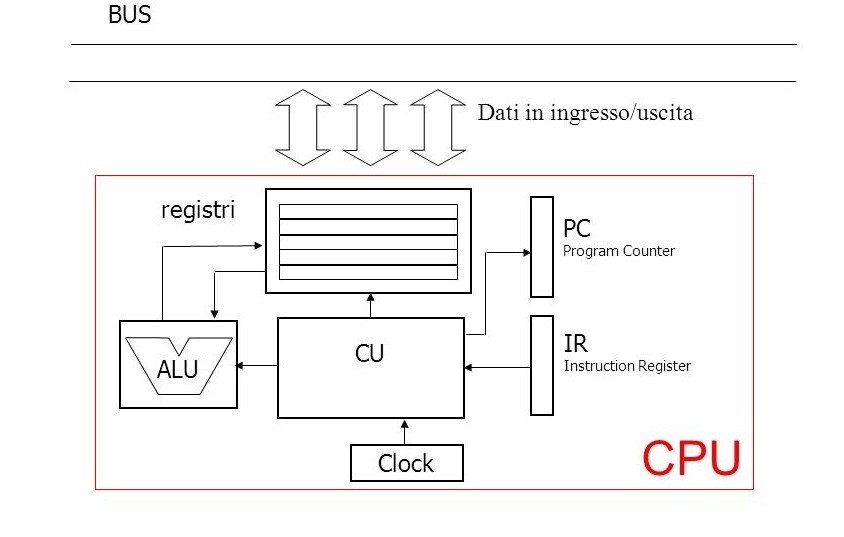 BUS
Dati in ingresso/uscita
registri
PC
Program Counter
CU
IR
Instruction Register
ALU
Clock
CPU